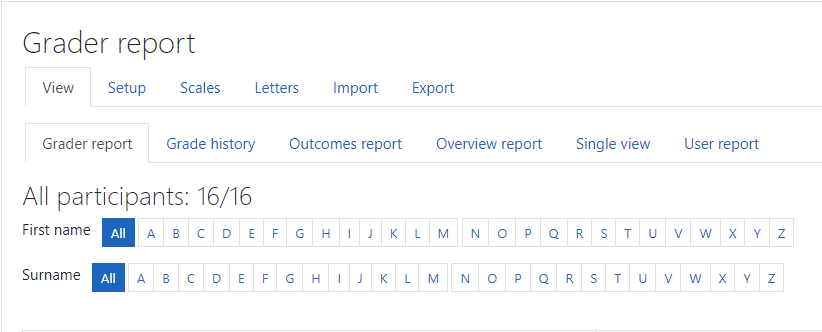 Grader report
View Setup Scales Letters Import Export
Grader report Grade history Outcomes report Overview report Single view User report
All participants: 16/16
First name All A B C D E F G H I J K L M N O P Q R S T U V W X Y Z
Surname All A B C D E F G H I J K L M N O P Q R S T U V W X Y Z